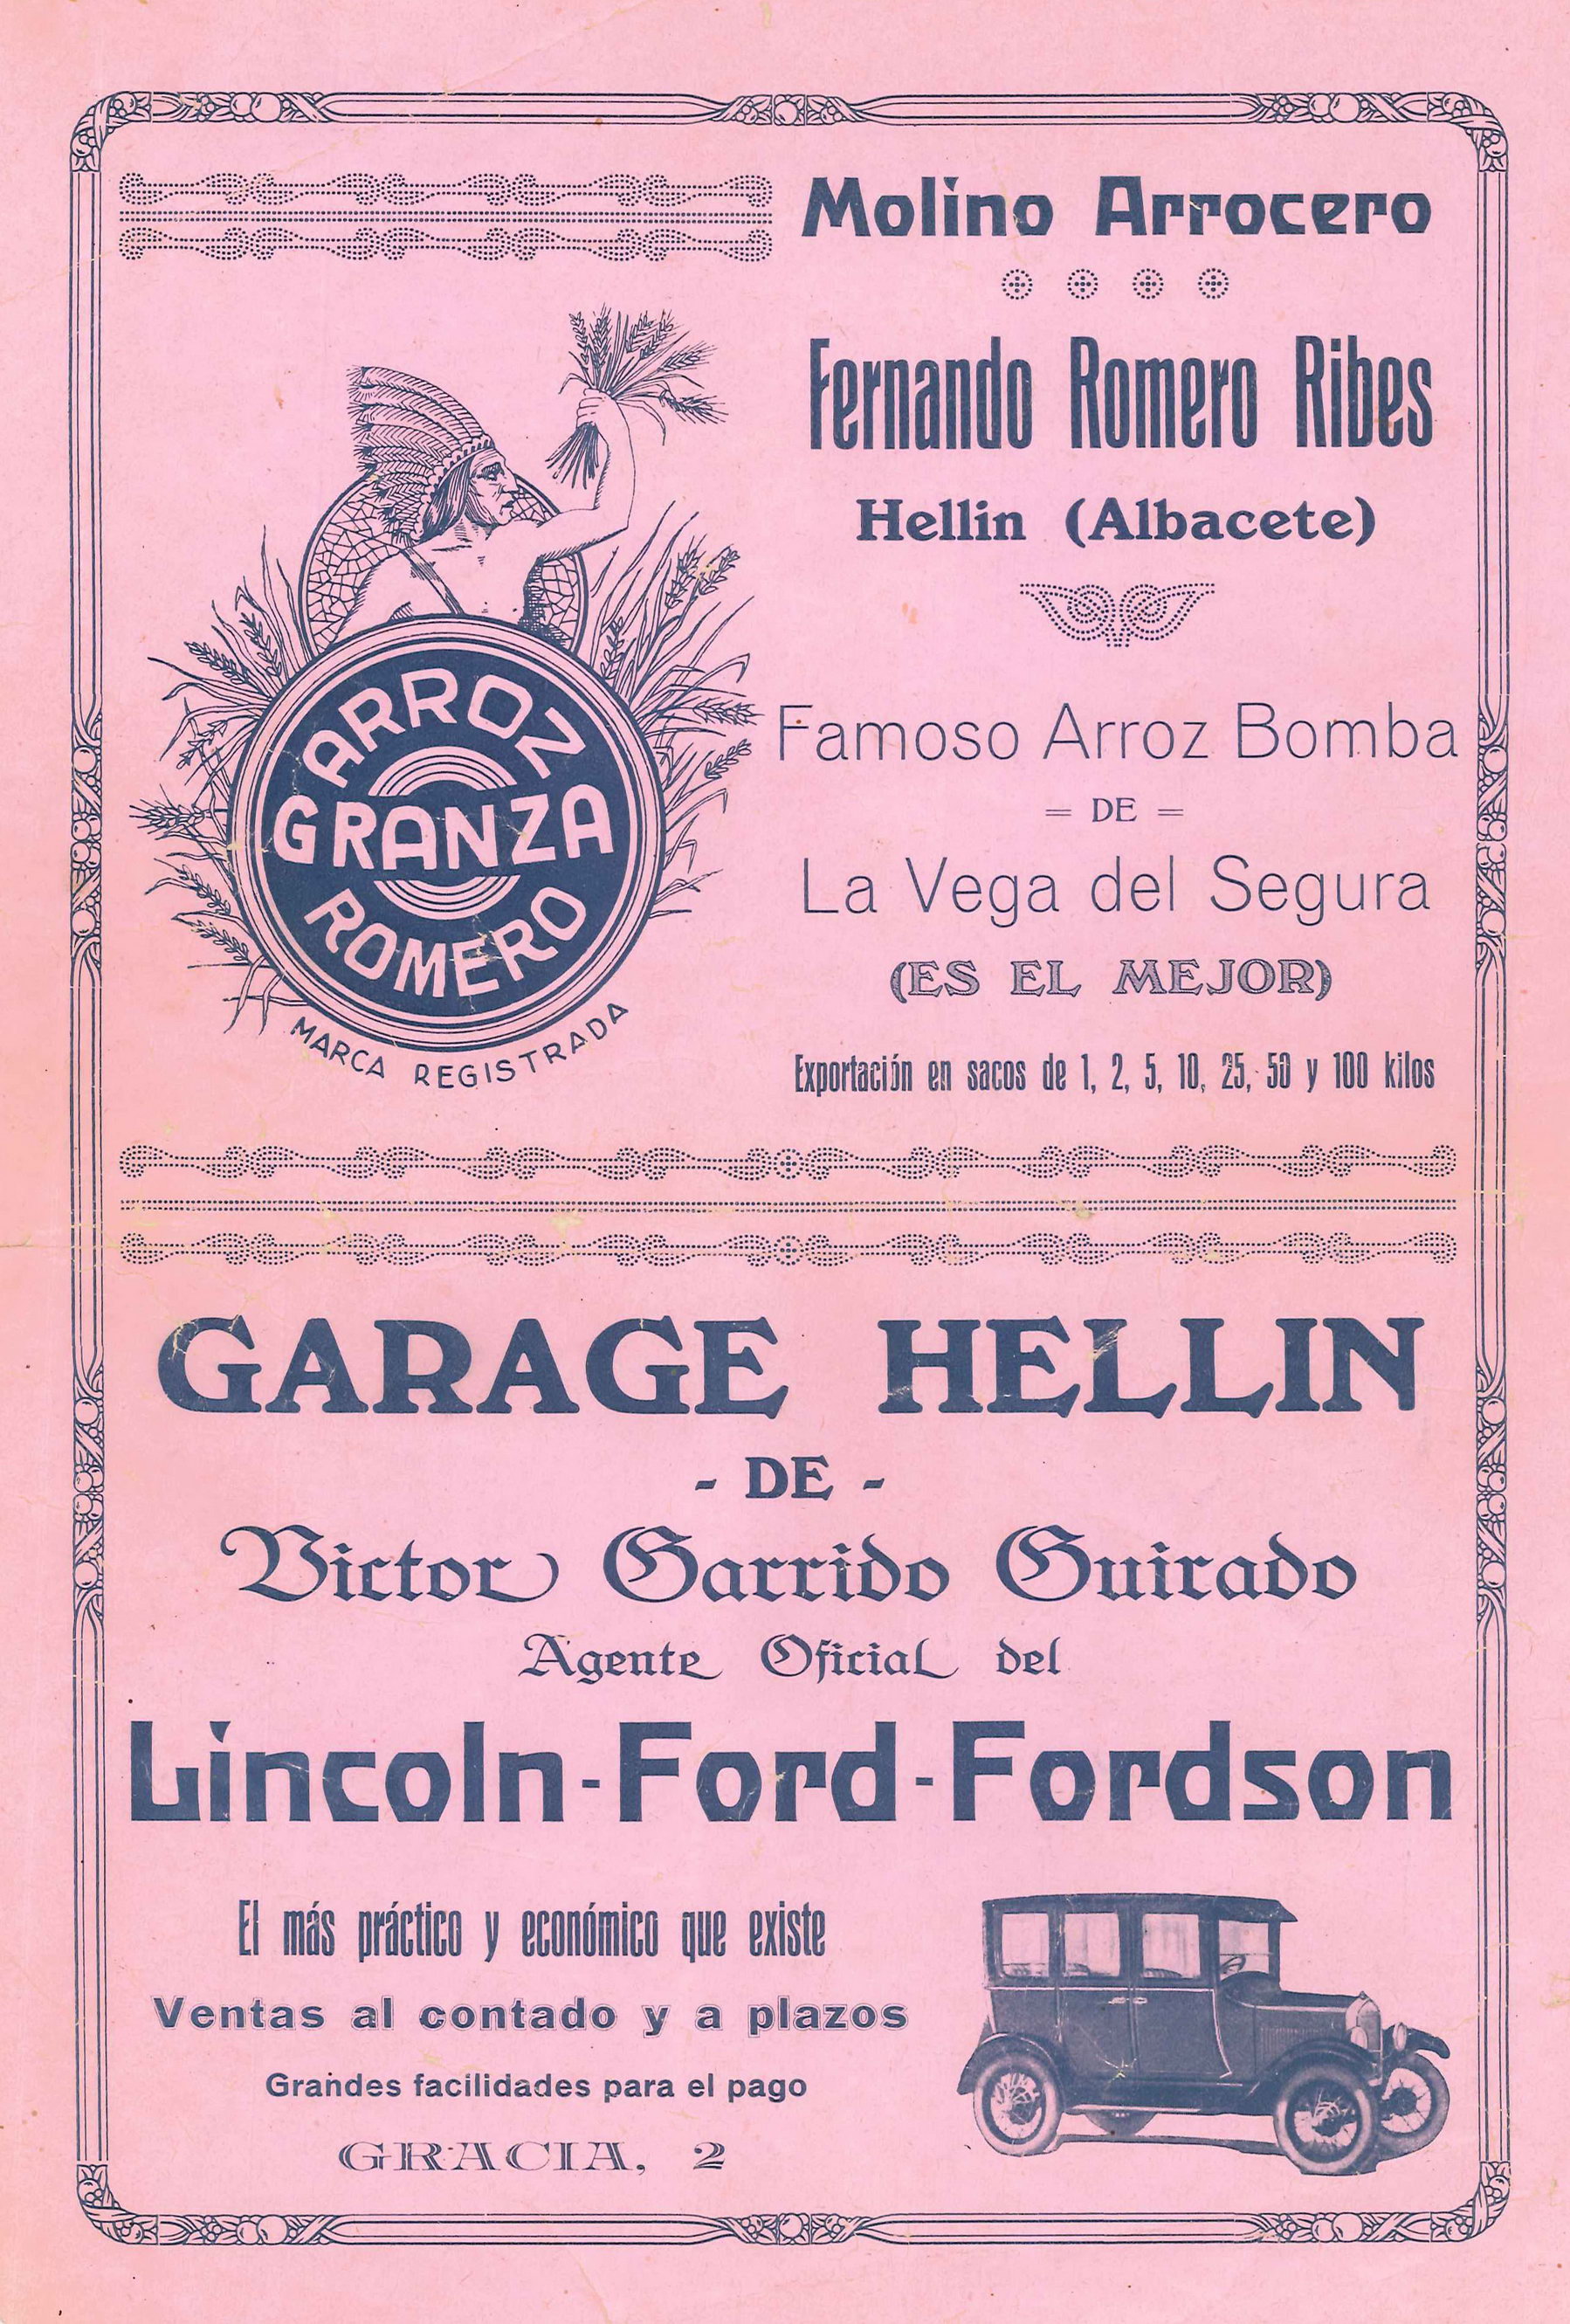 Molino Arrocero
Fernando Romero Ribes
Hellin (Albacete)
ARROZ
GRANZA
ROMERO
MARCA REGISTRADA
Famoso Arroz Bomba
= DE =
La Vega del Segura
(ES EL MEJOR)
Exportación en sacos de 1, 2, 5, 10, 25, 50 y 100 kilos
GARAGE HELLIN
- DE -
Victor Garrido Guirado
Agente Oficial del
Lincoln-Ford-Fordson
El más práctico y económico que existe
Ventas al contado y a plazos
Grandes facilidades para el pago
GRACIA, 2